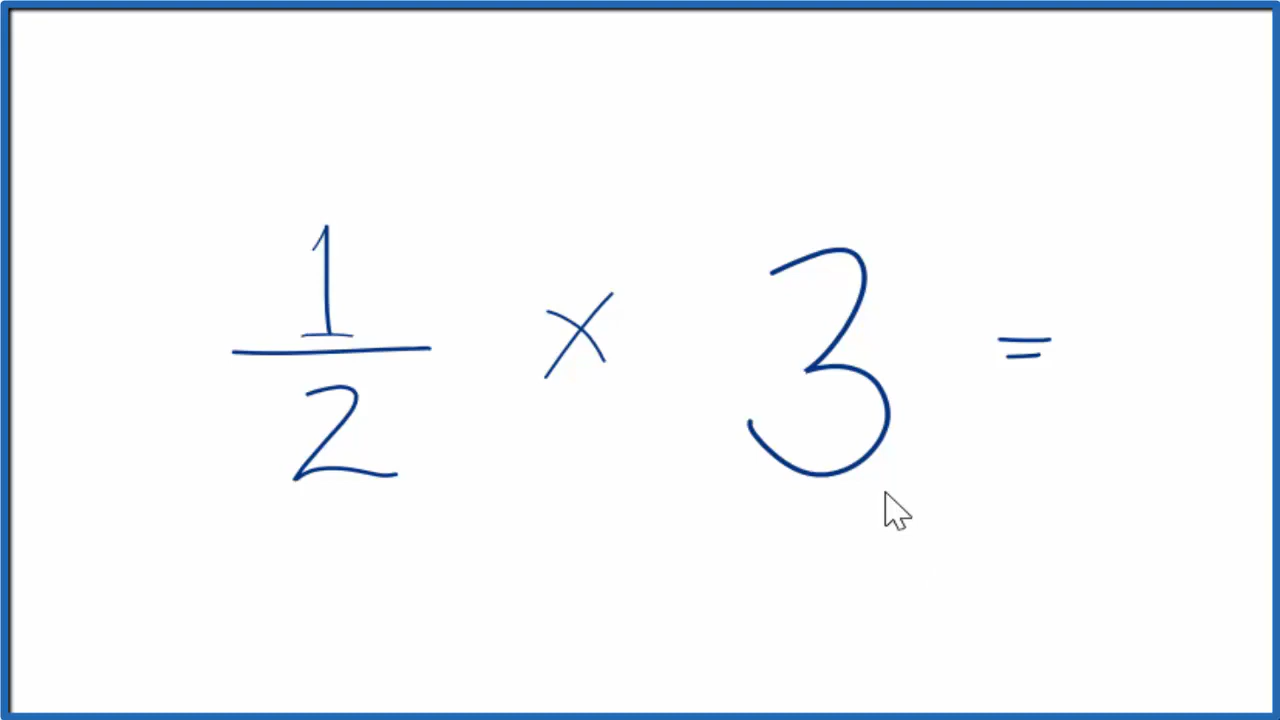 1/2 x 3 =